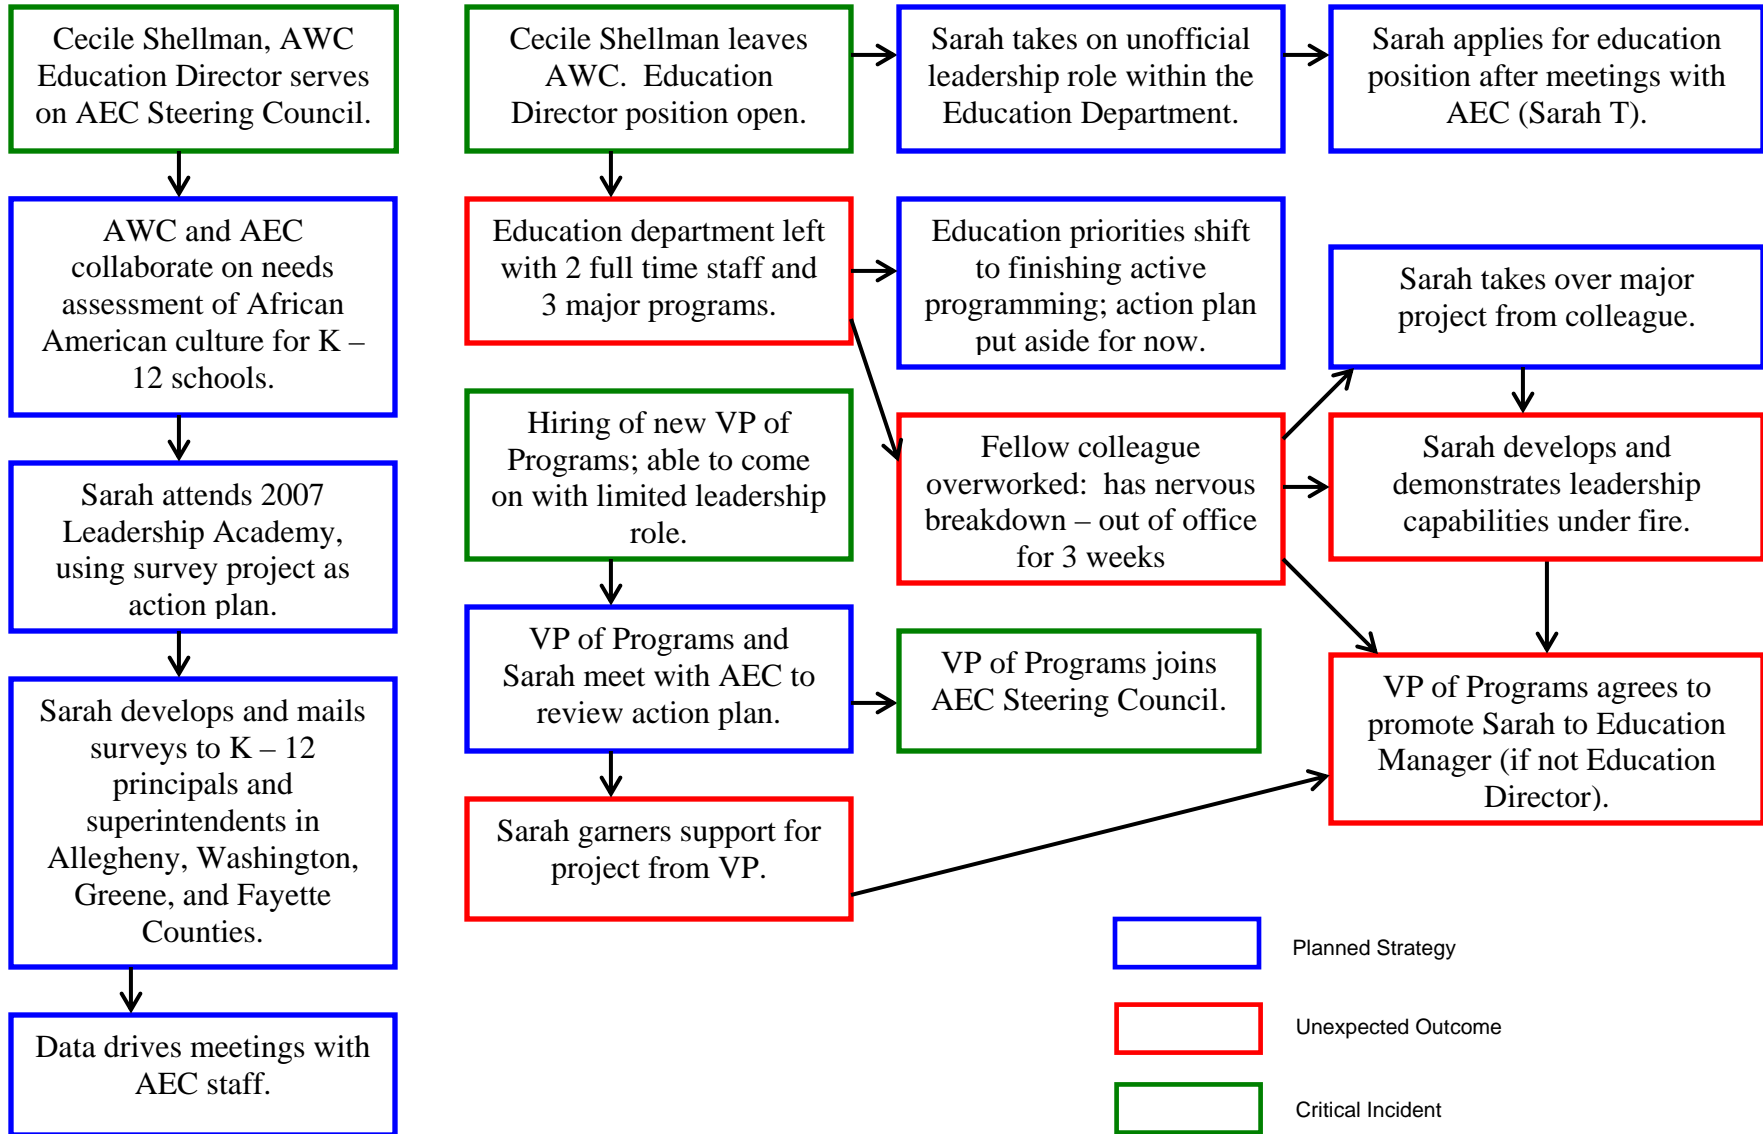 Cecile Shellman, AWC
Education Director serves
on AEC Steering Council.
AWC and AEC
collaborate on needs
assessment of African
American culture for K –
12 schools.
Sarah attends 2007
Leadership Academy,
using survey project as
action plan.
Sarah develops and mails
surveys to K – 12
principals and
superintendents in
Allegheny, Washington,
Greene, and Fayette
Counties.
Data drives meetings with
AEC staff.
Cecile Shellman leaves
AWC. Education
Director position open.
Education department left
with 2 full time staff and
3 major programs.
Hiring of new VP of
Programs; able to come
on with limited leadership
role.
VP of Programs and
Sarah meet with AEC to
review action plan.
Sarah garners support for
project from VP.
Sarah takes on unofficial
leadership role within the
Education Department.
Education priorities shift
to finishing active
programming; action plan
put aside for now.
Fellow colleague
overworked: has nervous
breakdown – out of office
for 3 weeks
VP of Programs joins
AEC Steering Council.
Sarah applies for education
position after meetings with
AEC (Sarah T).
Sarah takes over major
project from colleague.
Sarah develops and
demonstrates leadership
capabilities under fire.
VP of Programs agrees to
promote Sarah to Education
Manager (if not Education
Director).
Planned Strategy
Unexpected Outcome
Critical Incident